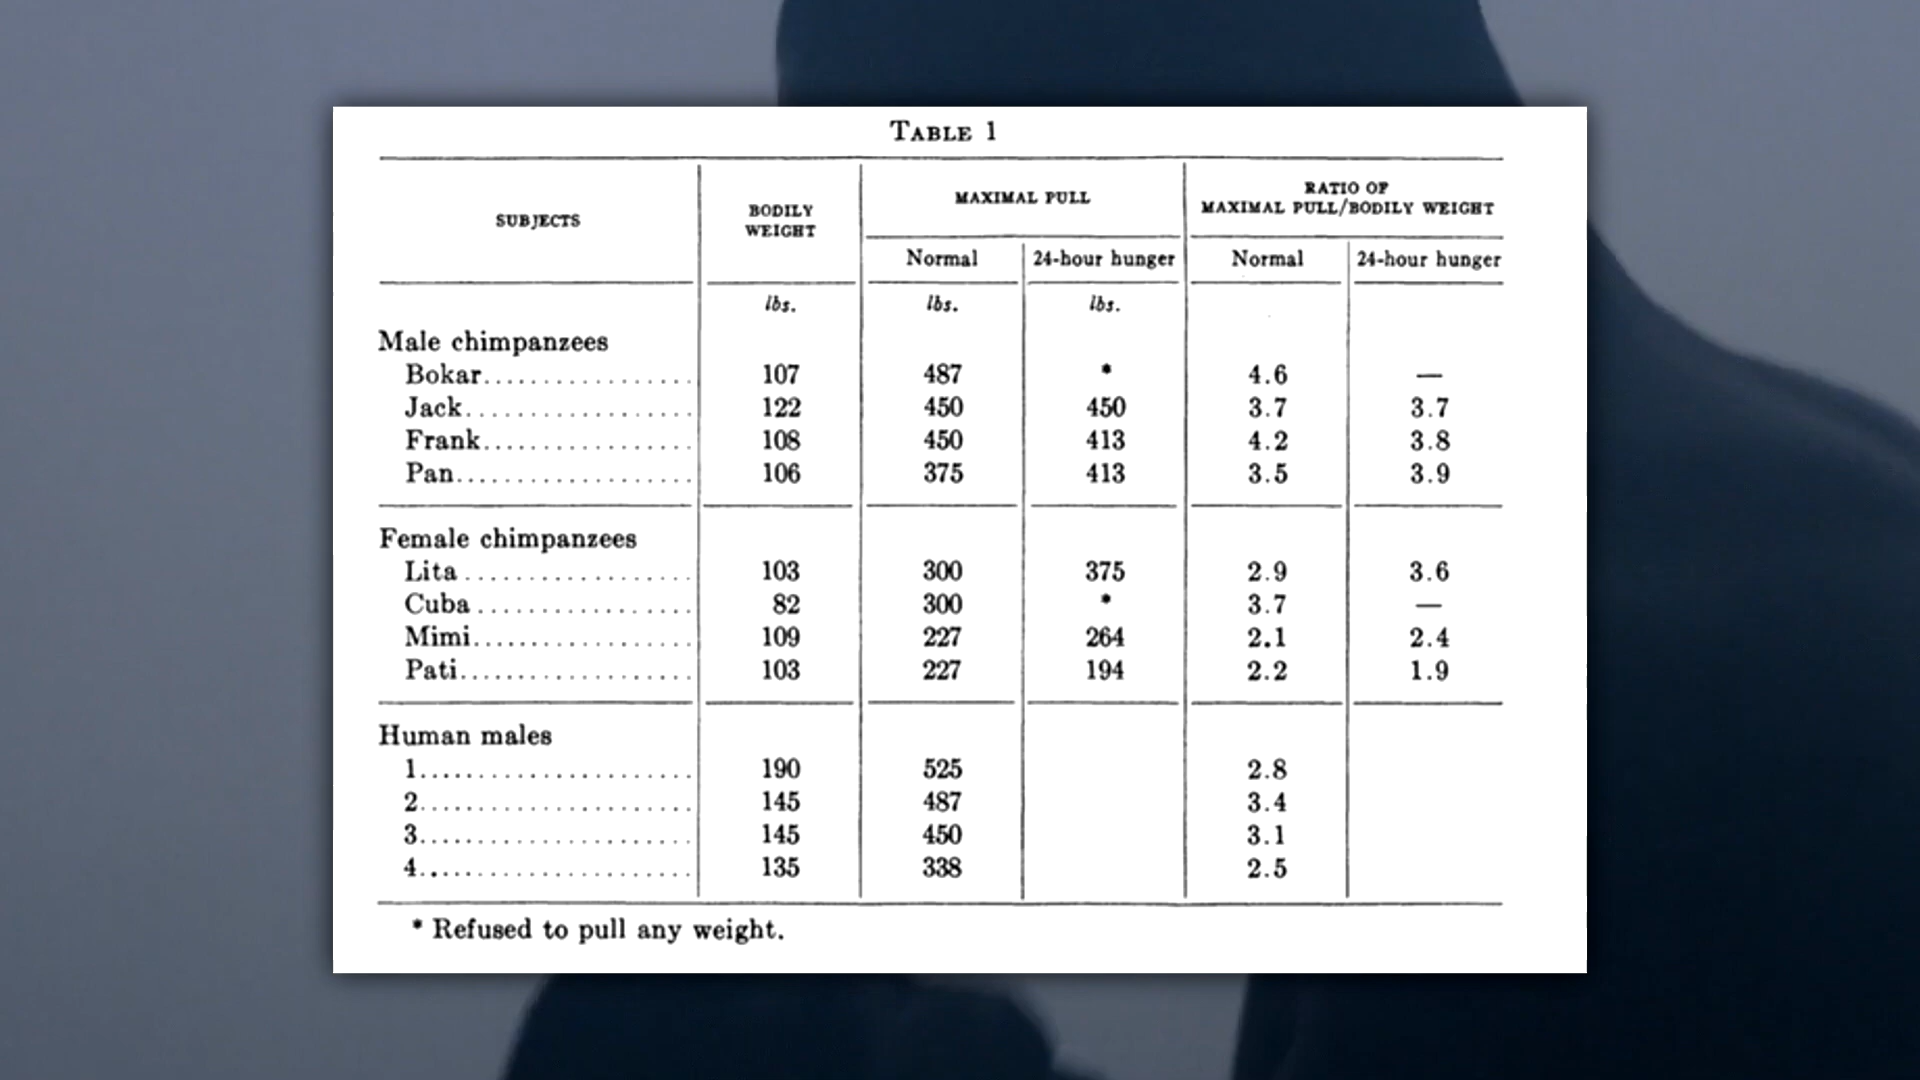 TABLE 1
SUBJECTS BODILY WEIGHT MAXIMAL PULL RATIO OF MAXIMAL PULL/BODILY WEIGHT
Normal 24-hour hunger Normal 24-hour hunger
lbs. lbs. lbs.
Male chimpanzees
Bokar................ 107 487 * 4.6 —
Jack.................. 122 450 450 3.7 3.7
Frank................ 108 450 413 4.2 3.8
Pan.................. 106 375 413 3.5 3.9
Female chimpanzees
Lita.................. 103 300 375 2.9 3.6
Cuba................ 82 300 * 3.7 —
Mimi................ 109 227 264 2.1 2.4
Pati.................. 103 227 194 2.2 1.9
Human males
1...................... 190 525 2.8
2...................... 145 487 3.4
3...................... 145 450 3.1
4...................... 135 338 2.5
* Refused to pull any weight.